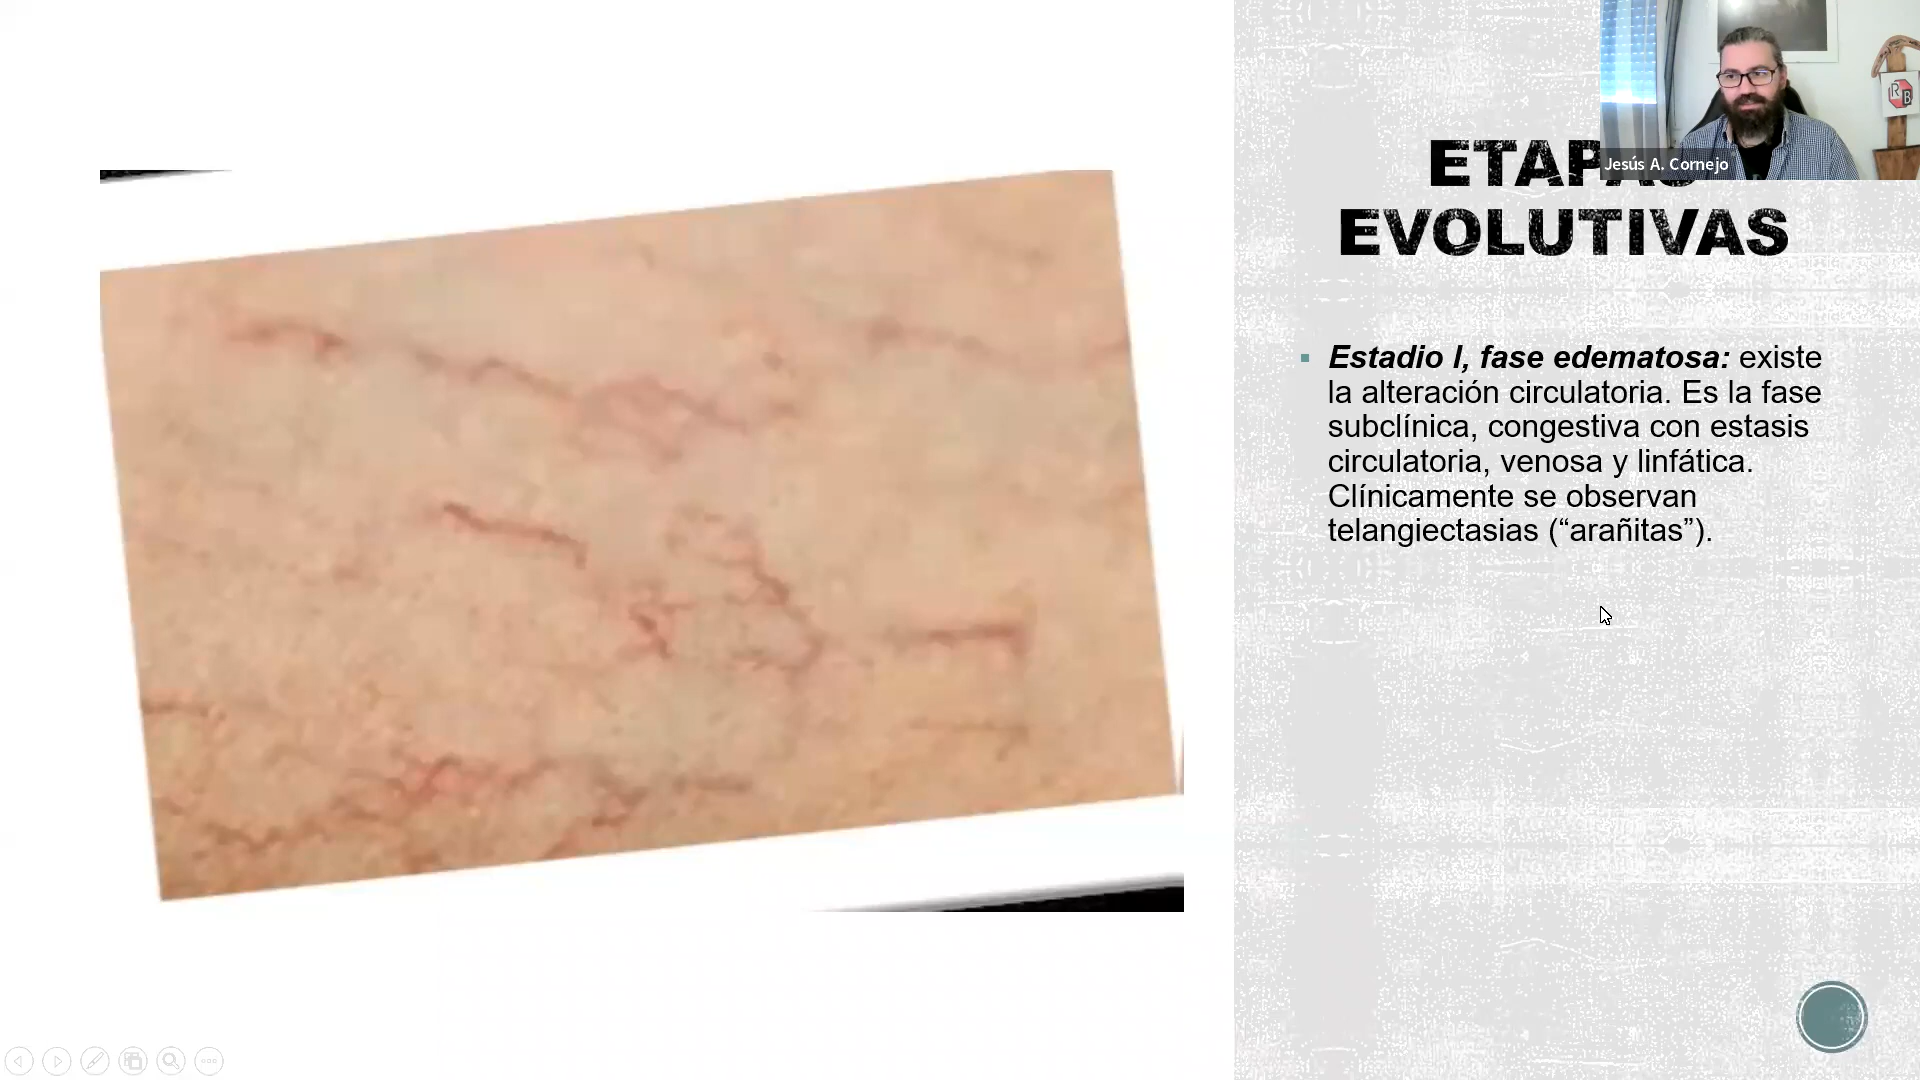 ETAPAS
EVOLUTIVAS
Jesús A. Cornejo
R
B
▪ Estadio I, fase edematosa: existe
la alteración circulatoria. Es la fase
subclínica, congestiva con estasis
circulatoria, venosa y linfática.
Clínicamente se observan
telangiectasias (“arañitas”).